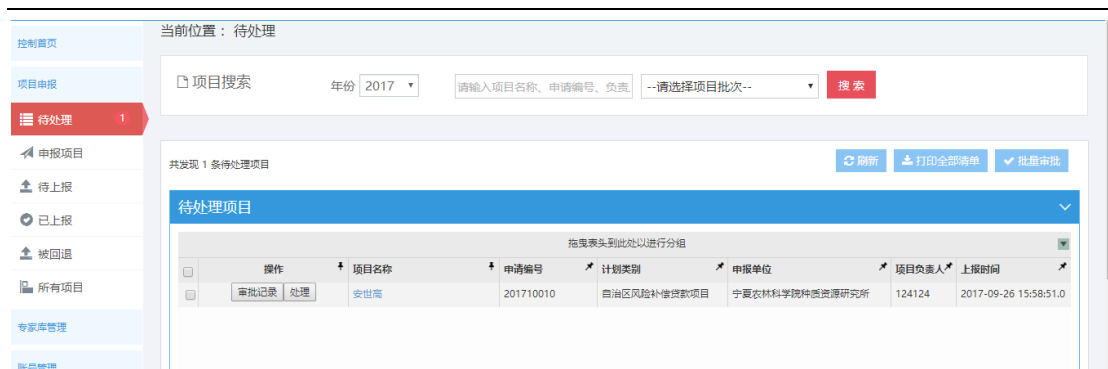 当前位置： 待处理
控制首页
项目申报
待处理 1
申报项目
待上报
已上报
被回退
所有项目
专家库管理
账号管理
项目搜索 年份 2017 请输入项目名称、申请编号、负责 --请选择项目批次-- 搜 索
共发现 1 条待处理项目 刷新 打印全部清单 批量审批
待处理项目
拖曳表头到此处以进行分组
操作 项目名称 申请编号 计划类别 申报单位 项目负责人 上报时间
审批记录 处理 安世高 201710010 自治区风险补偿贷款项目 宁夏农林科学院种质资源研究所 124124 2017-09-26 15:58:51.0